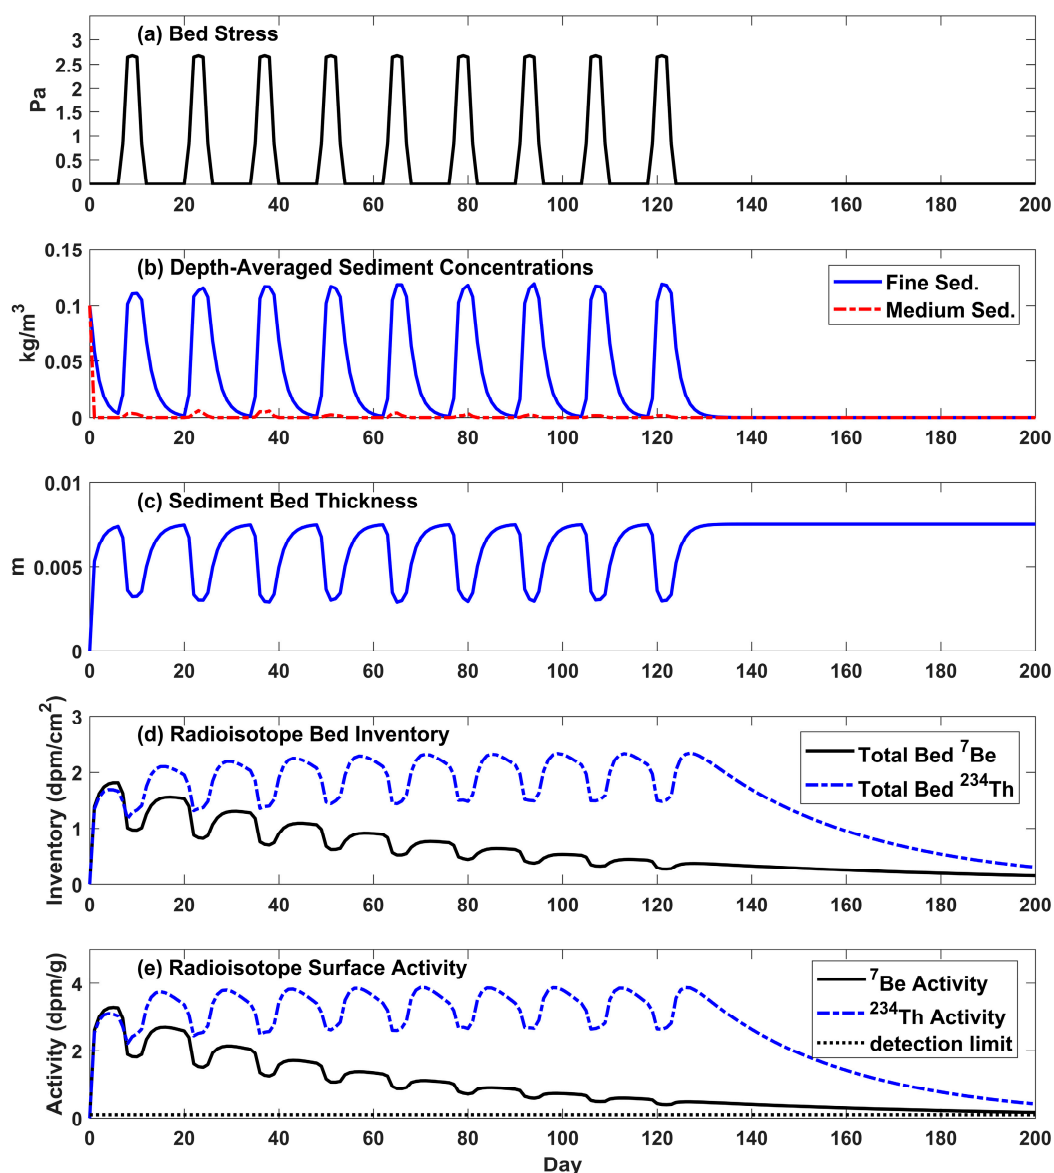 (a) Bed Stress
3
2.5
2
1.5
1
0.5
0
Pa
0 20 40 60 80 100 120 140 160 180 200
(b) Depth-Averaged Sediment Concentrations
0.15
0.1
0.05
0
kg/m³
Fine Sed.
Medium Sed.
0 20 40 60 80 100 120 140 160 180 200
(c) Sediment Bed Thickness
0.01
0.005
0
m
0 20 40 60 80 100 120 140 160 180 200
(d) Radioisotope Bed Inventory
3
2
1
0
Inventory (dpm/cm²)
Total Bed ⁷Be
Total Bed ²³⁴Th
0 20 40 60 80 100 120 140 160 180 200
(e) Radioisotope Surface Activity
4
2
0
Activity (dpm/g)
⁷Be Activity
²³⁴Th Activity
detection limit
0 20 40 60 80 100 120 140 160 180 200
Day